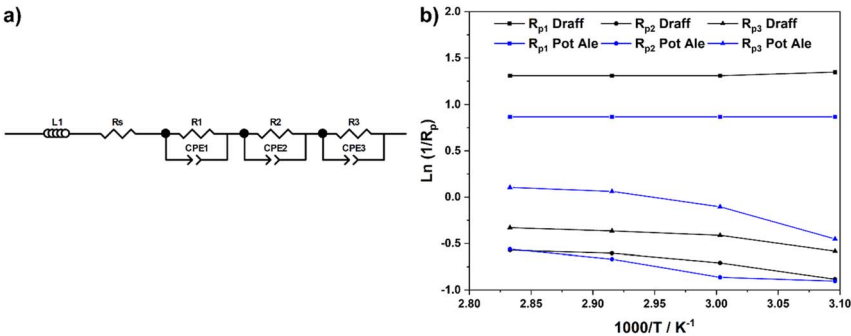 a)
L1
Rs
R1
R2
R3
CPE1
CPE2
CPE3
b)
2.0
1.5
1.0
0.5
0.0
-0.5
-1.0
Ln (1/Rp)
Rp1 Draff
Rp2 Draff
Rp3 Draff
Rp1 Pot Ale
Rp2 Pot Ale
Rp3 Pot Ale
2.80
2.85
2.90
2.95
3.00
3.05
3.10
1000/T / K-1